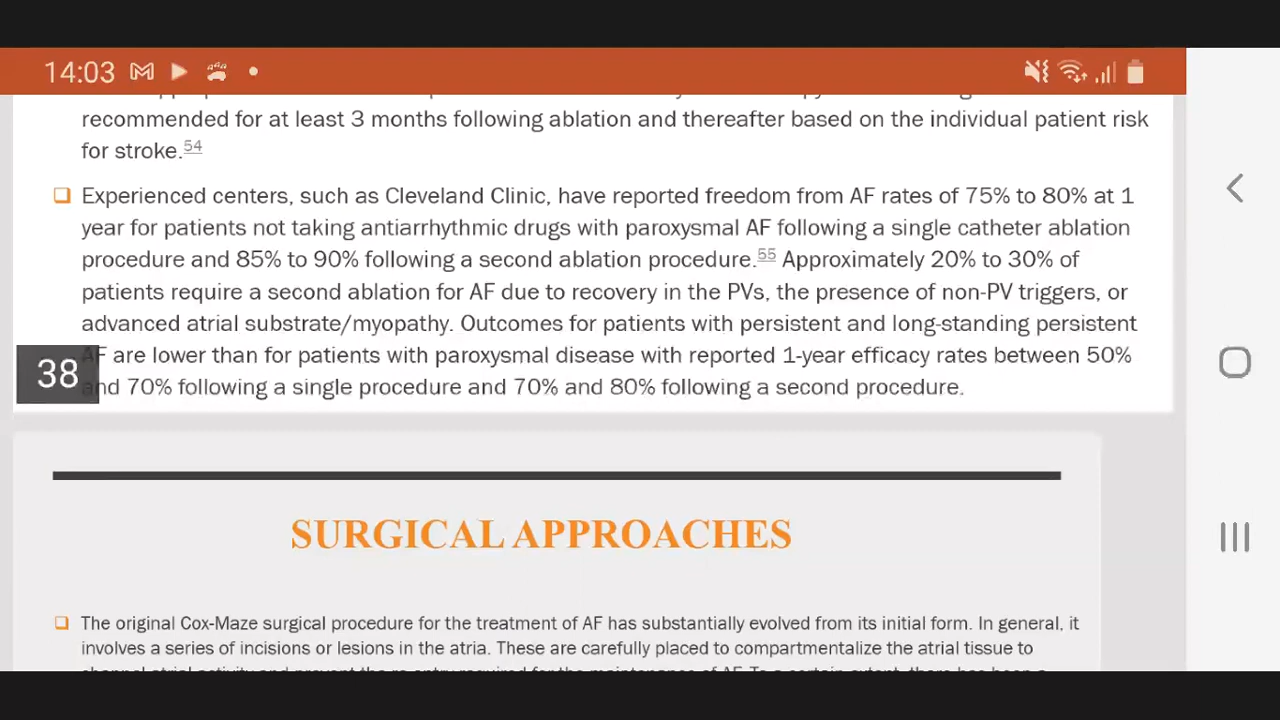 14:03
recommended for at least 3 months following ablation and thereafter based on the individual patient risk
for stroke.54
Experienced centers, such as Cleveland Clinic, have reported freedom from AF rates of 75% to 80% at 1
year for patients not taking antiarrhythmic drugs with paroxysmal AF following a single catheter ablation
procedure and 85% to 90% following a second ablation procedure.55 Approximately 20% to 30% of
patients require a second ablation for AF due to recovery in the PVs, the presence of non-PV triggers, or
advanced atrial substrate/myopathy. Outcomes for patients with persistent and long-standing persistent
AF are lower than for patients with paroxysmal disease with reported 1-year efficacy rates between 50%
38
and 70% following a single procedure and 70% and 80% following a second procedure.
SURGICAL APPROACHES
The original Cox-Maze surgical procedure for the treatment of AF has substantially evolved from its initial form. In general, it
involves a series of incisions or lesions in the atria. These are carefully placed to compartmentalize the atrial tissue to